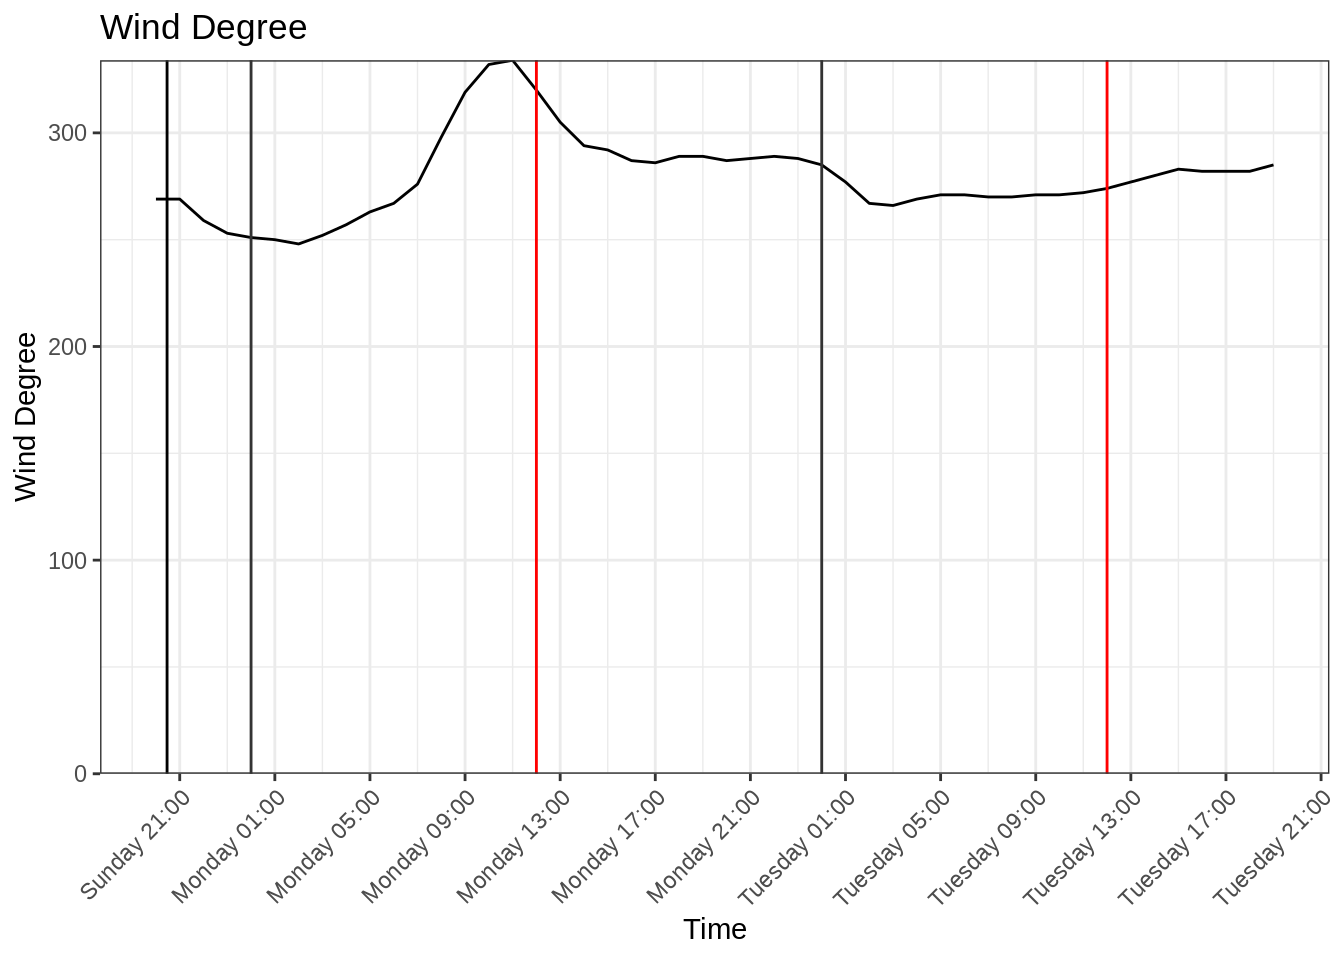 Wind Degree
Wind Degree
300
200
100
0
Sunday 21:00
Monday 01:00
Monday 05:00
Monday 09:00
Monday 13:00
Monday 17:00
Monday 21:00
Tuesday 01:00
Tuesday 05:00
Tuesday 09:00
Tuesday 13:00
Tuesday 17:00
Tuesday 21:00
Time